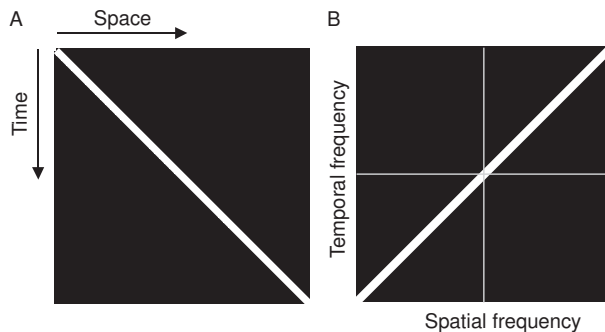 A
Space
Time
B
Temporal frequency
Spatial frequency